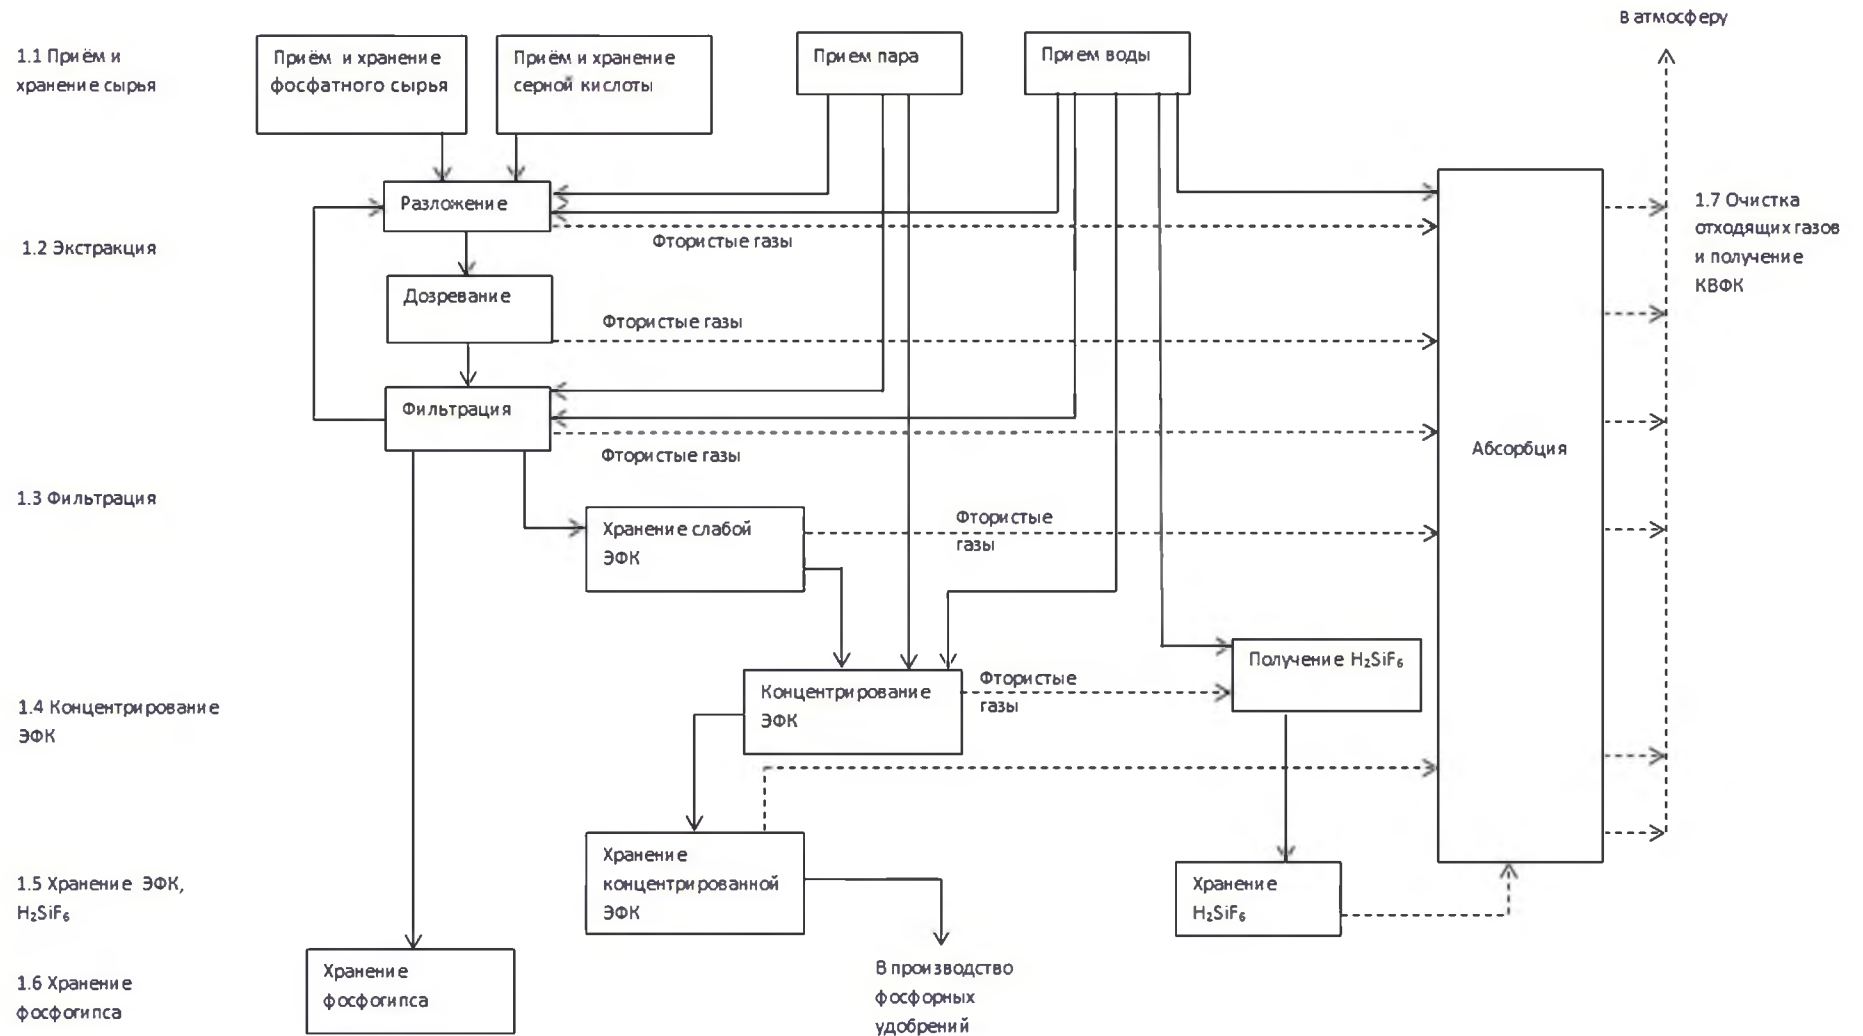 В атмосферу
1.1 Приём и
хранение сырья
Приём и хранение
фосфатного сырья
Приём и хранение
серной кислоты
Прием пара
Прием воды
Разложение
1.7 Очистка
отходящих газов
и получение
КВФК
1.2 Экстракция
Фтористые газы
Дозревание
Фтористые газы
Фильтрация
Фтористые газы
Абсорбция
1.3 Фильтрация
Хранение слабой
ЭФК
Фтористые
газы
Получение H₂SiF₆
1.4 Концентрирование
ЭФК
Концентрирование
ЭФК
Фтористые
газы
Хранение
концентрированной
ЭФК
1.5 Хранение ЭФК,
H₂SiF₆
Хранение
H₂SiF₆
1.6 Хранение
фосфогипса
Хранение
фосфогипса
В производство
фосфорных
удобрений